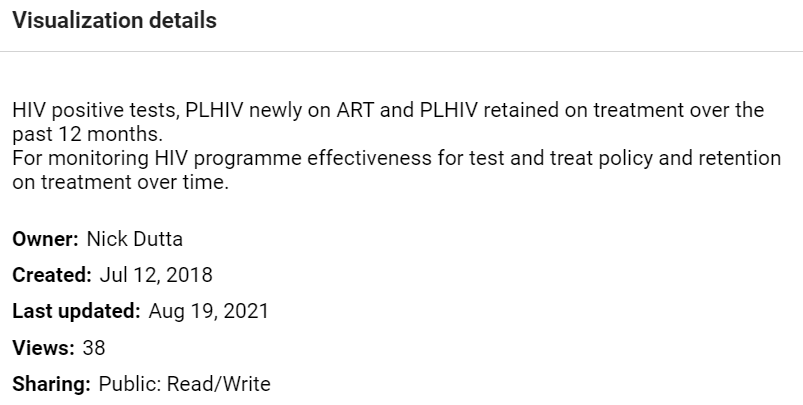 Visualization details
HIV positive tests, PLHIV newly on ART and PLHIV retained on treatment over the
past 12 months.
For monitoring HIV programme effectiveness for test and treat policy and retention
on treatment over time.
Owner: Nick Dutta
Created: Jul 12, 2018
Last updated: Aug 19, 2021
Views: 38
Sharing: Public: Read/Write